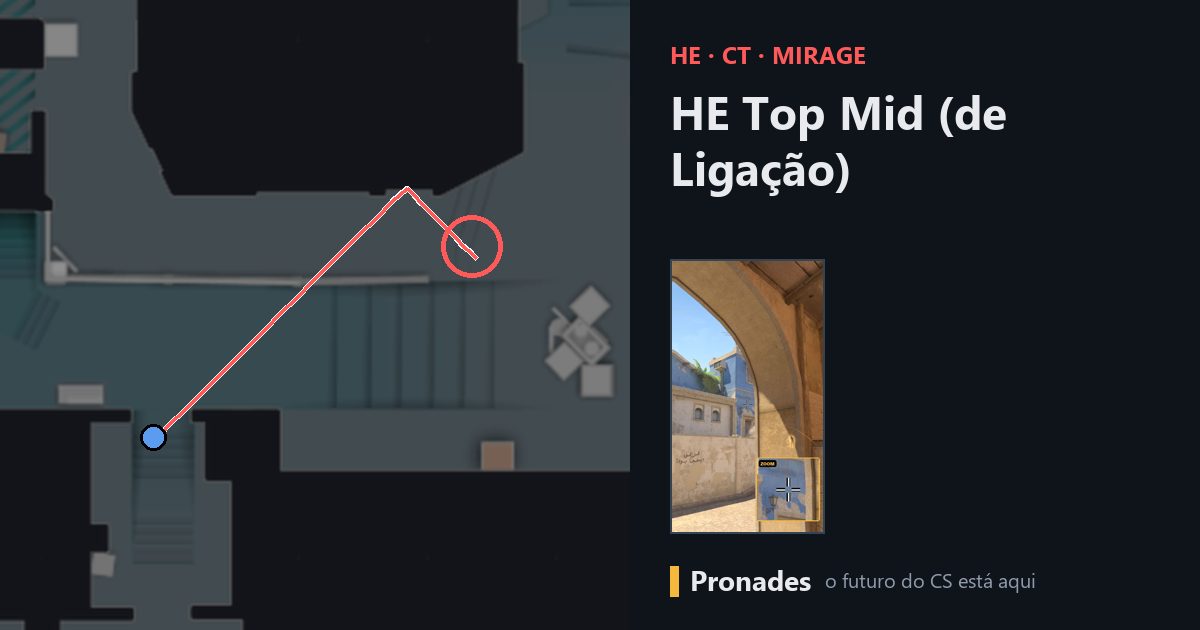 HE · CT · MIRAGE
HE Top Mid (de
Ligação)
ZOOM
Pronades o futuro do CS está aqui